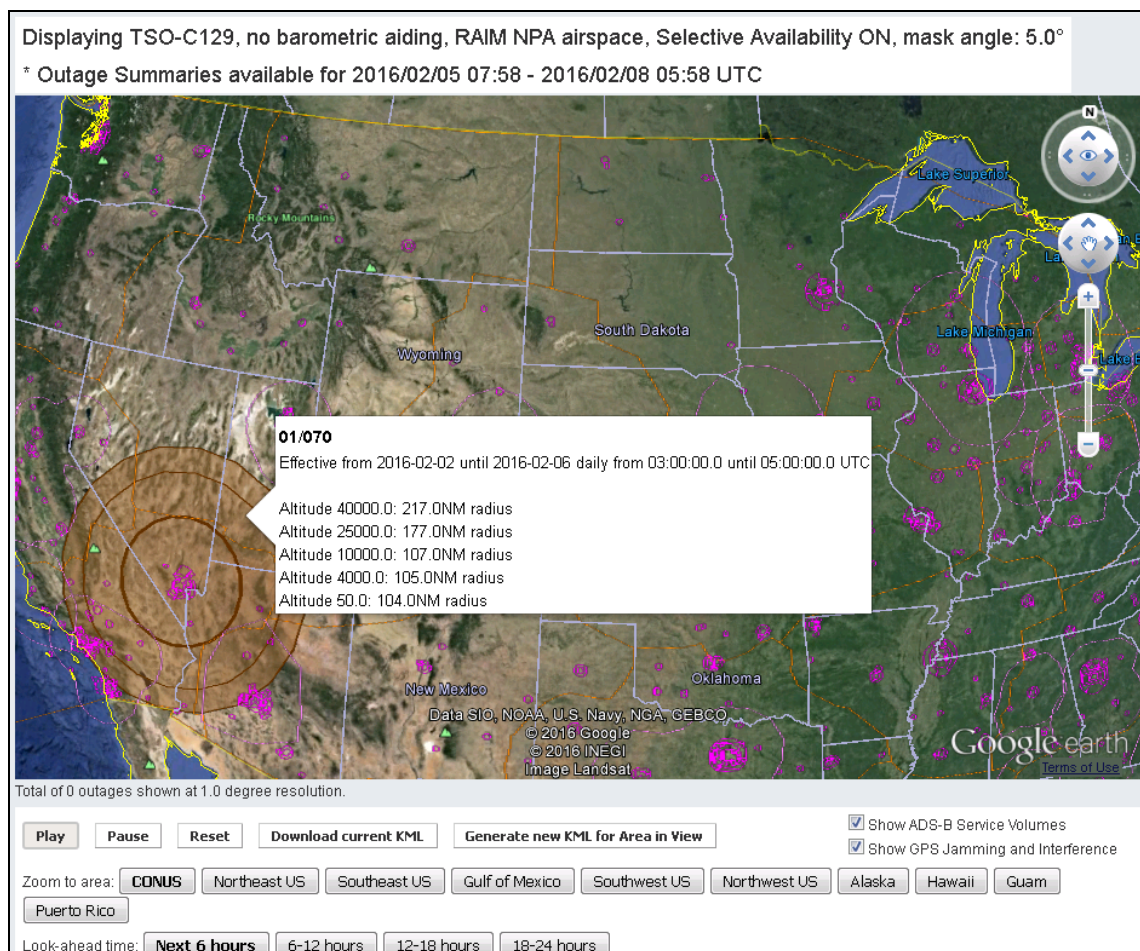 Displaying TSO-C129, no barometric aiding, RAIM NPA airspace, Selective Availability ON, mask angle: 5.0°
* Outage Summaries available for 2016/02/05 07:58 - 2016/02/08 05:58 UTC
N
Lake Superior
Rocky Mountains
South Dakota
Lake Michigan
Wyoming
01/070
Effective from 2016-02-02 until 2016-02-06 daily from 03:00:00.0 until 05:00:00.0 UTC
Altitude 40000.0: 217.0NM radius
Altitude 25000.0: 177.0NM radius
Altitude 10000.0: 107.0NM radius
Altitude 4000.0: 105.0NM radius
Altitude 50.0: 104.0NM radius
Oklahoma
New Mexico
Data SIO, NOAA, U.S. Navy, NGA, GEBCO
© 2016 Google
© 2016 INEGI
Image Landsat
Google earth
Terms of Use
Total of 0 outages shown at 1.0 degree resolution.
Play Pause Reset Download current KML Generate new KML for Area in View
Show ADS-B Service Volumes
Show GPS Jamming and Interference
Zoom to area: CONUS Northeast US Southeast US Gulf of Mexico Southwest US Northwest US Alaska Hawaii Guam
Puerto Rico
Look-ahead time: Next 6 hours 6-12 hours 12-18 hours 18-24 hours